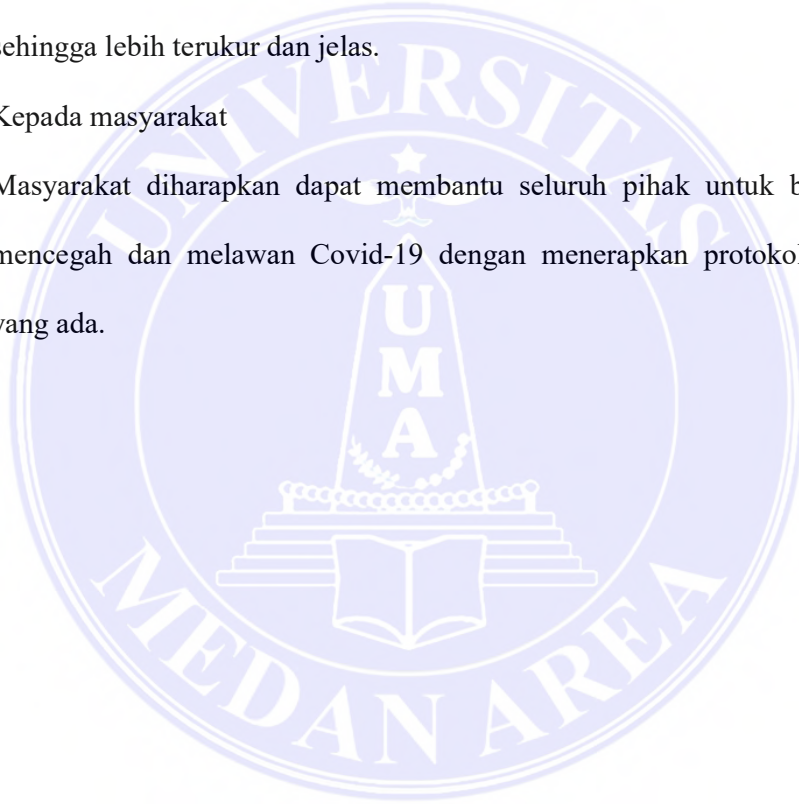 sehingga lebih terukur dan jelas.
Kepada masyarakat
Masyarakat diharapkan dapat membantu seluruh pihak untuk
mencegah dan melawan Covid-19 dengan menerapkan protokol
yang ada.
UNIVERSITAS
UMA
MEDAN AREA